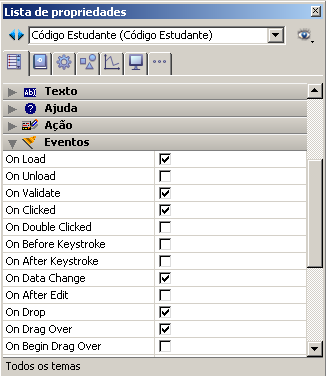 Lista de propriedades
Código Estudante (Código Estudante)
Texto
Ajuda
Ação
Eventos
On Load
On Unload
On Validate
On Clicked
On Double Clicked
On Before Keystroke
On After Keystroke
On Data Change
On After Edit
On Drop
On Drag Over
On Begin Drag Over
Todos os temas